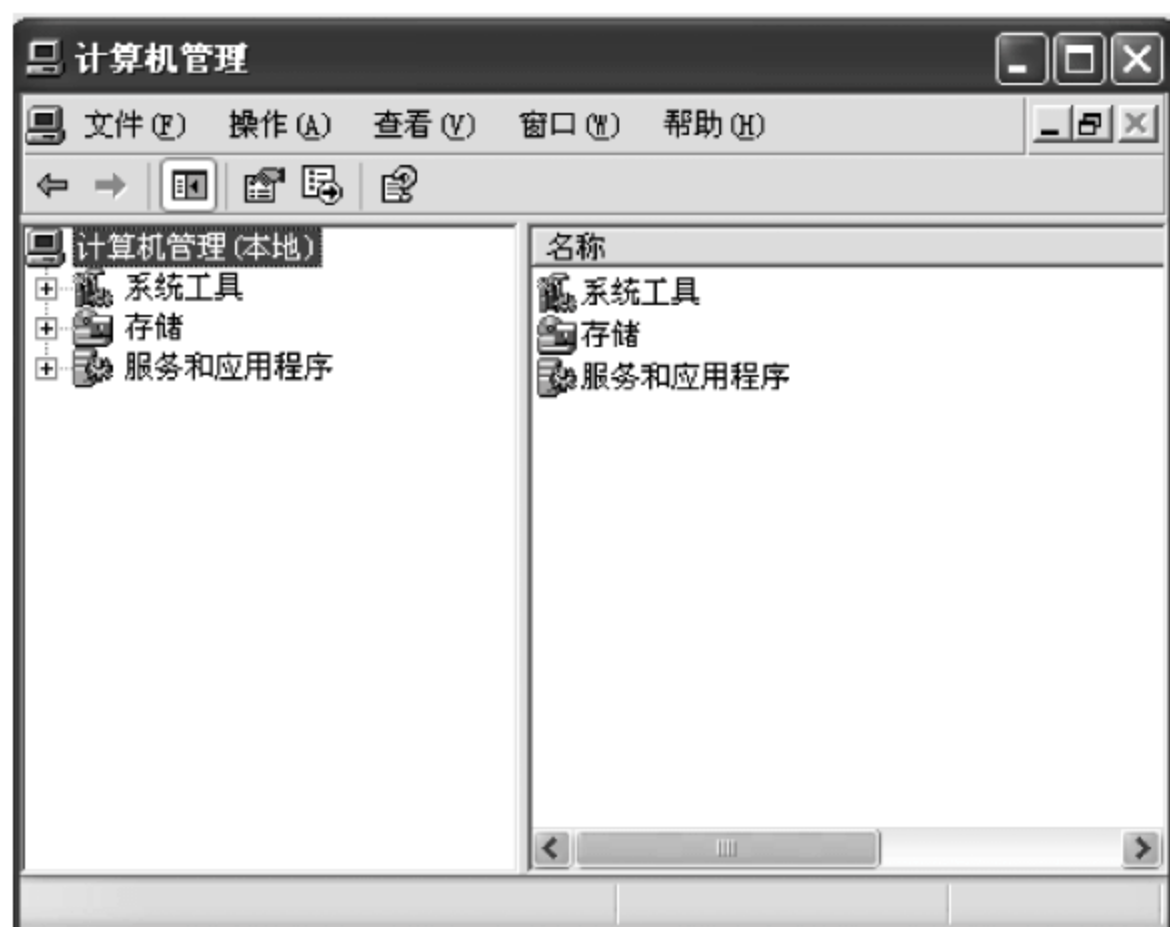 计算机管理
文件(F) 操作(A) 查看(V) 窗口(W) 帮助(H)
计算机管理(本地)
系统工具
存储
服务和应用程序
名称
系统工具
存储
服务和应用程序